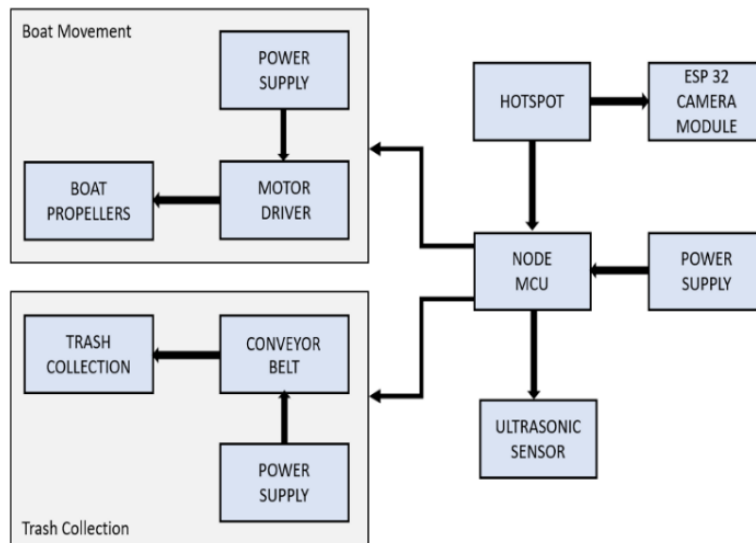 Boat Movement
POWER
SUPPLY
BOAT
PROPELLERS
MOTOR
DRIVER
HOTSPOT
ESP 32
CAMERA
MODULE
NODE
MCU
POWER
SUPPLY
TRASH
COLLECTION
CONVEYOR
BELT
POWER
SUPPLY
Trash Collection
ULTRASONIC
SENSOR